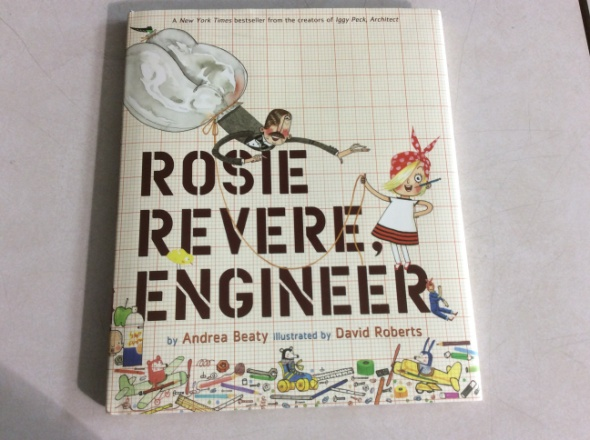 A New York Times bestseller from the creators of Iggy Peck, Architect
ROSIE
REVERE,
ENGINEER
by Andrea Beaty illustrated by David Roberts